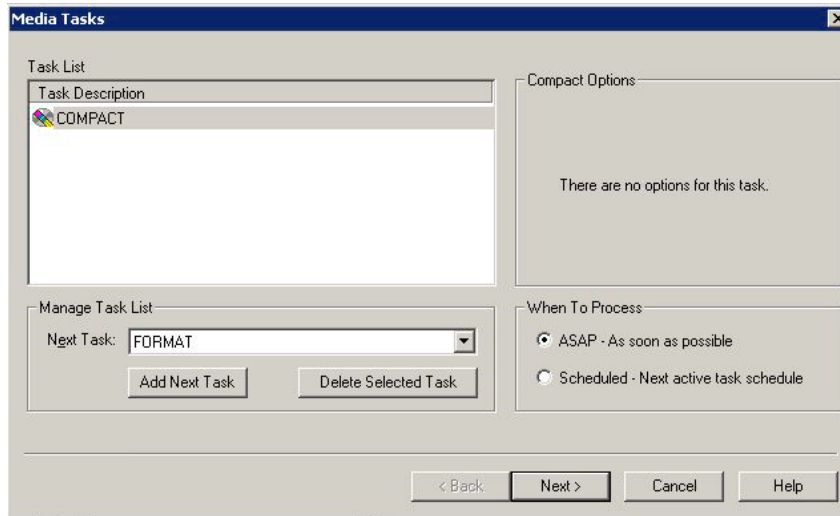 Media Tasks
Task List
Task Description
COMPACT
Compact Options
There are no options for this task.
Manage Task List
Next Task: FORMAT
Add Next Task Delete Selected Task
When To Process
ASAP - As soon as possible
Scheduled - Next active task schedule
< Back Next > Cancel Help